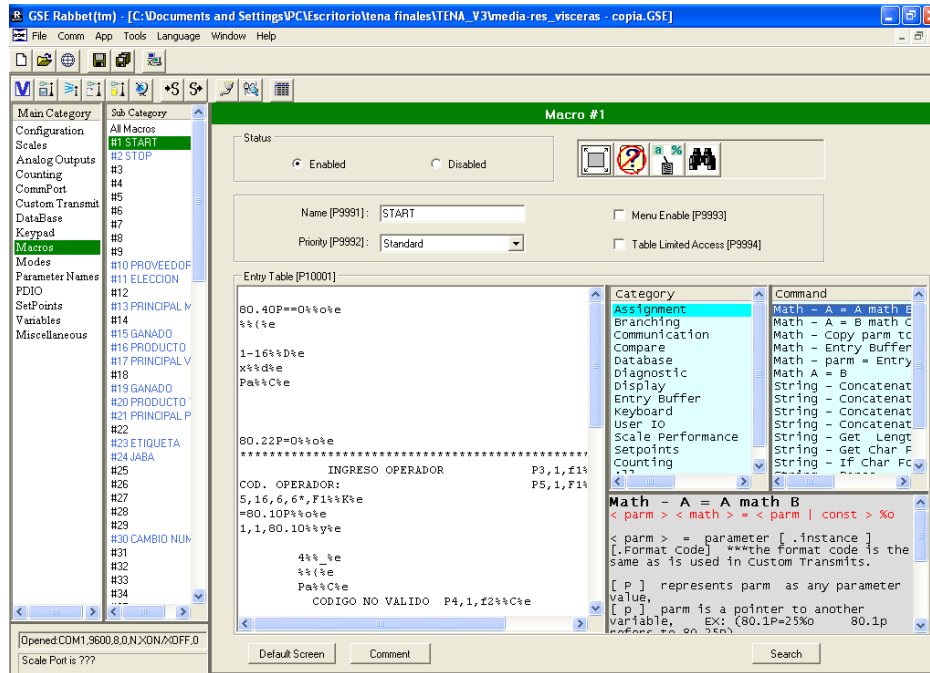 GSE Rabbet(tm) - [C:\Documents and Settings\PC\Escritorio\tena finales\TENA_V3\media-res_visceras - copia.GSE]
File Comm App Tools Language Window Help
Main Category
Configuration
Scales
Analog Outputs
Counting
CommPort
Custom Transmit
DataBase
Keypad
Macros
Modes
Parameter Names
PDIO
SetPoints
Variables
Miscellaneous
Sub Category
All Macros
#1 START
#2 STOP
#3
#4
#5
#6
#7
#8
#9
#10 PROVEEDOF
#11 ELECCION
#12
#13 PRINCIPAL M
#14
#15 GANADO
#16 PRODUCTO
#17 PRINCIPAL V
#18
#19 GANADO
#20 PRODUCTO
#21 PRINCIPAL P
#22
#23 ETIQUETA
#24 JABA
#25
#26
#27
#28
#29
#30 CAMBIO NUM
#31
#32
#33
#34
Macro #1
Status
Enabled Disabled
Name [P9991] : START
Menu Enable [P9993]
Priority [P9992] : Standard
Table Limited Access [P9994]
Entry Table [P10001]
80.40P==0%%o%e
%%(%e
1-16%%D%e
x%%d%e
Pa%%C%e
80.22P=0%%o%e
************************************************
INGRESO OPERADOR P3,1,f1%
COD. OPERADOR: P5,1,F1%
5,16,6,6*,F1%%K%e
=80.10P%%o%e
1,1,80.10%%y%e
4%%_%e
%%(%e
Pa%%C%e
CODIGO NO VALIDO P4,1,f2%%C%e
Category
Assignment
Branching
Communication
Compare
Database
Diagnostic
Display
Entry Buffer
Keyboard
User IO
Scale Performance
Setpoints
Counting
Command
Math - A = A math B
Math - A = B math C
Math - Copy parm to
Math - Entry Buffer
Math - parm = Entry
Math A = B
String - Concatenat
String - Concatenat
String - Concatenat
String - Get Lengt
String - Get Char F
String - If Char Fo
Math - A = A math B
< parm > < math > = < parm | const > %o
< parm > = parameter [ .instance ]
[.Format Code] ***the format code is the
same as is used in Custom Transmits.
[ P ] represents parm as any parameter
value,
[ p ] parm is a pointer to another
variable, EX: (80.1P=25%o 80.1p
refers to 80.25P)
Default Screen Comment Search
Opened:COM1,9600,8,0,N,XON/XOFF,0
Scale Port is ???